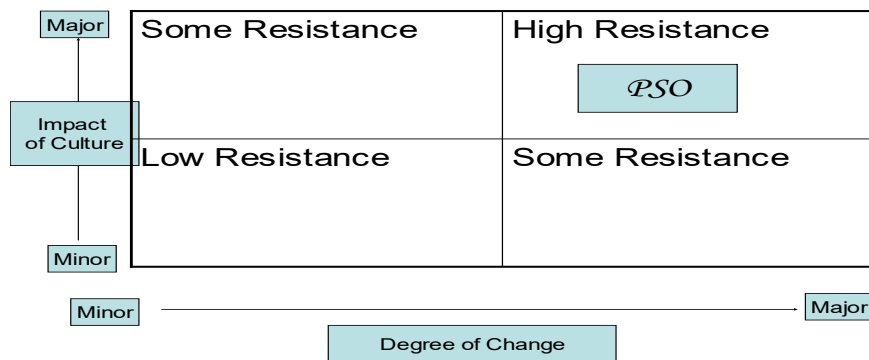 Major
Some Resistance
High Resistance
PSO
Impact
of Culture
Low Resistance
Some Resistance
Minor
Minor
Major
Degree of Change